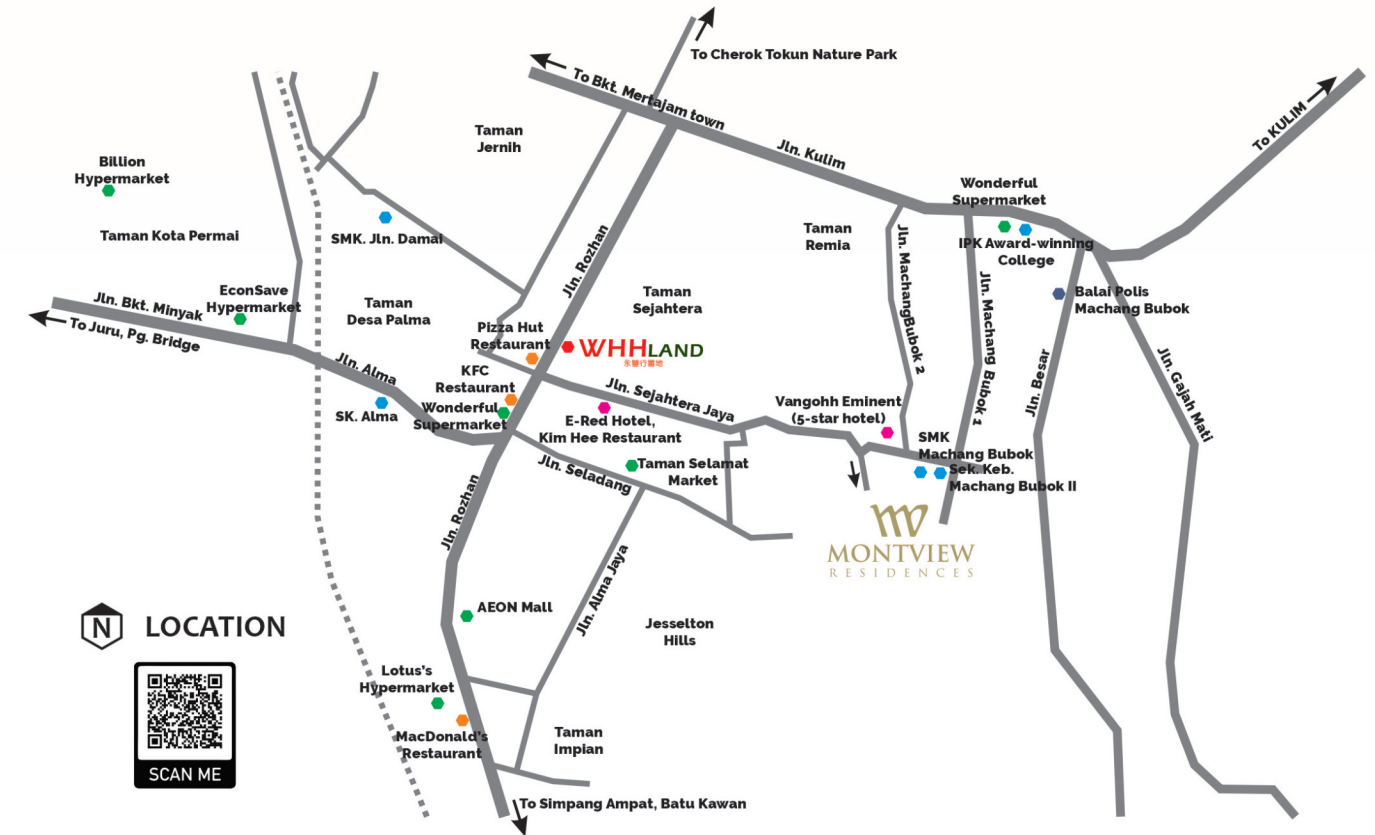 To Cherok Tokun Nature Park
To Bkt. Mertajam town
Jln. Kulim
To KULIM
Taman
Jernih
Billion
Hypermarket
Taman Kota Permai
SMK. Jln. Damai
Jln. Rozhan
Taman
Remia
Wonderful
Supermarket
IPK Award-winning
College
Jln. MachangBubok 2
Jln. Machang Bubok 1
Balai Polis
Machang Bubok
Jln. Besar
Jln. Gajah Mati
Jln. Bkt. Minyak
To Juru, Pg. Bridge
EconSave
Hypermarket
Taman
Desa Palma
Taman
Sejahtera
Pizza Hut
Restaurant
WHHLAND
永豐行置地
Jln. Alma
SK. Alma
KFC
Restaurant
Wonderful
Supermarket
Jln. Sejahtera Jaya
E-Red Hotel,
Kim Hee Restaurant
Vangohh Eminent
(5-star hotel)
SMK
Machang Bubok
Sek. Keb.
Machang Bubok II
Jln. Seladang
Taman Selamat
Market
Jln. Rozhan
MONTVIEW
RESIDENCES
Jln. Alma Jaya
AEON Mall
Jesselton
Hills
N
LOCATION
SCAN ME
Lotus's
Hypermarket
MacDonald's
Restaurant
Taman
Impian
To Simpang Ampat, Batu Kawan